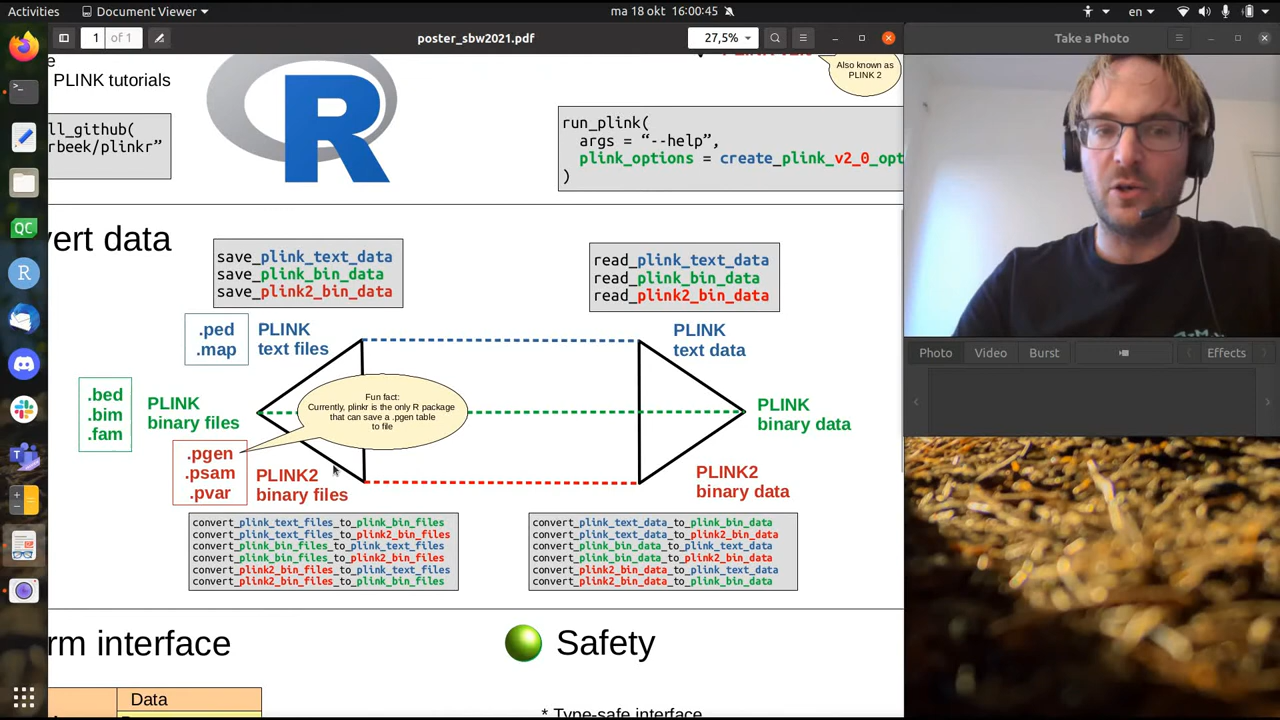 Activities
Document Viewer
ma 18 okt 16:00:45
en
1 of 1
poster_sbw2021.pdf
27,5%
Take a Photo
e
PLINK tutorials
Also known as
PLINK 2
ll_github(
rbeek/plinkr”
R
run_plink(
args = “--help”,
plink_options = create_plink_v2_0_opt
)
vert data
save_plink_text_data
save_plink_bin_data
save_plink2_bin_data
read_plink_text_data
read_plink_bin_data
read_plink2_bin_data
.ped
.map
PLINK
text files
PLINK
text data
.bed
.bim
.fam
PLINK
binary files
Fun fact:
Currently, plinkr is the only R package
that can save a .pgen table
to file
PLINK
binary data
.pgen
.psam
.pvar
PLINK2
binary files
PLINK2
binary data
convert_plink_text_files_to_plink_bin_files
convert_plink_text_files_to_plink2_bin_files
convert_plink_bin_files_to_plink_text_files
convert_plink_bin_files_to_plink2_bin_files
convert_plink2_bin_files_to_plink_text_files
convert_plink2_bin_files_to_plink_bin_files
convert_plink_text_data_to_plink_bin_data
convert_plink_text_data_to_plink2_bin_data
convert_plink_bin_data_to_plink_text_data
convert_plink_bin_data_to_plink2_bin_data
convert_plink2_bin_data_to_plink_text_data
convert_plink2_bin_data_to_plink_bin_data
rm interface
Safety
Data
* Type-safe interface
Photo
Video
Burst
Effects
QC
R